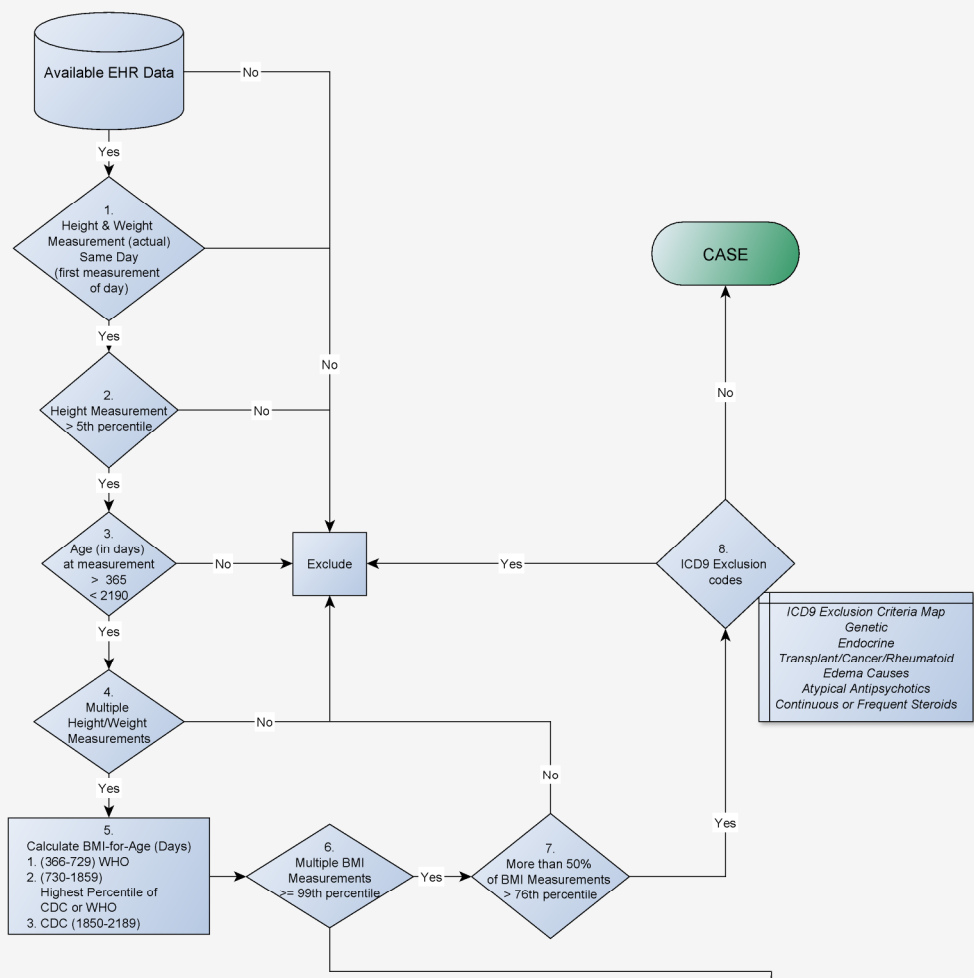 Available EHR Data
No
Yes
1.
Height & Weight
Measurement (actual)
Same Day
(first measurement
of day)
CASE
Yes
No
No
2.
Height Measurement
> 5th percentile
No
Yes
3.
Age (in days)
at measurement
> 365
< 2190
No
Exclude
Yes
8.
ICD9 Exclusion
codes
ICD9 Exclusion Criteria Map
Genetic
Endocrine
Transplant/Cancer/Rheumatoid
Edema Causes
Atypical Antipsychotics
Continuous or Frequent Steroids
Yes
4.
Multiple
Height/Weight
Measurements
No
Yes
No
Yes
5.
Calculate BMI-for-Age (Days)
1. (366-729) WHO
2. (730-1859)
Highest Percentile of
CDC or WHO
3. CDC (1850-2189)
6.
Multiple BMI
Measurements
>= 99th percentile
Yes
7.
More than 50%
of BMI Measurements
> 76th percentile